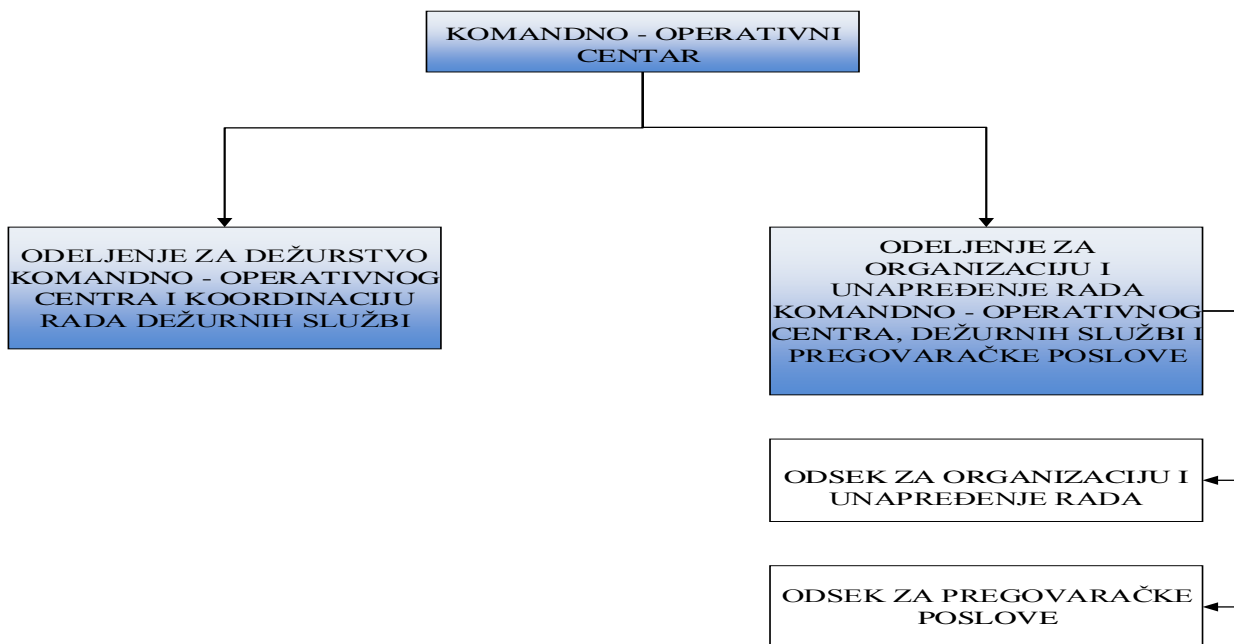 KOMANDNO - OPERATIVNI
CENTAR
ODELJENJE ZA DEŽURSTVO
KOMANDNO - OPERATIVNOG
CENTRA I KOORDINACIJU
RADA DEŽURNIH SLUŽBI
ODELJENJE ZA
ORGANIZACIJU I
UNAPREĐENJE RADA
KOMANDNO - OPERATIVNOG
CENTRA, DEŽURNIH SLUŽBI I
PREGOVARAČKE POSLOVE
ODSEK ZA ORGANIZACIJU I
UNAPREĐENJE RADA
ODSEK ZA PREGOVARAČKE
POSLOVE